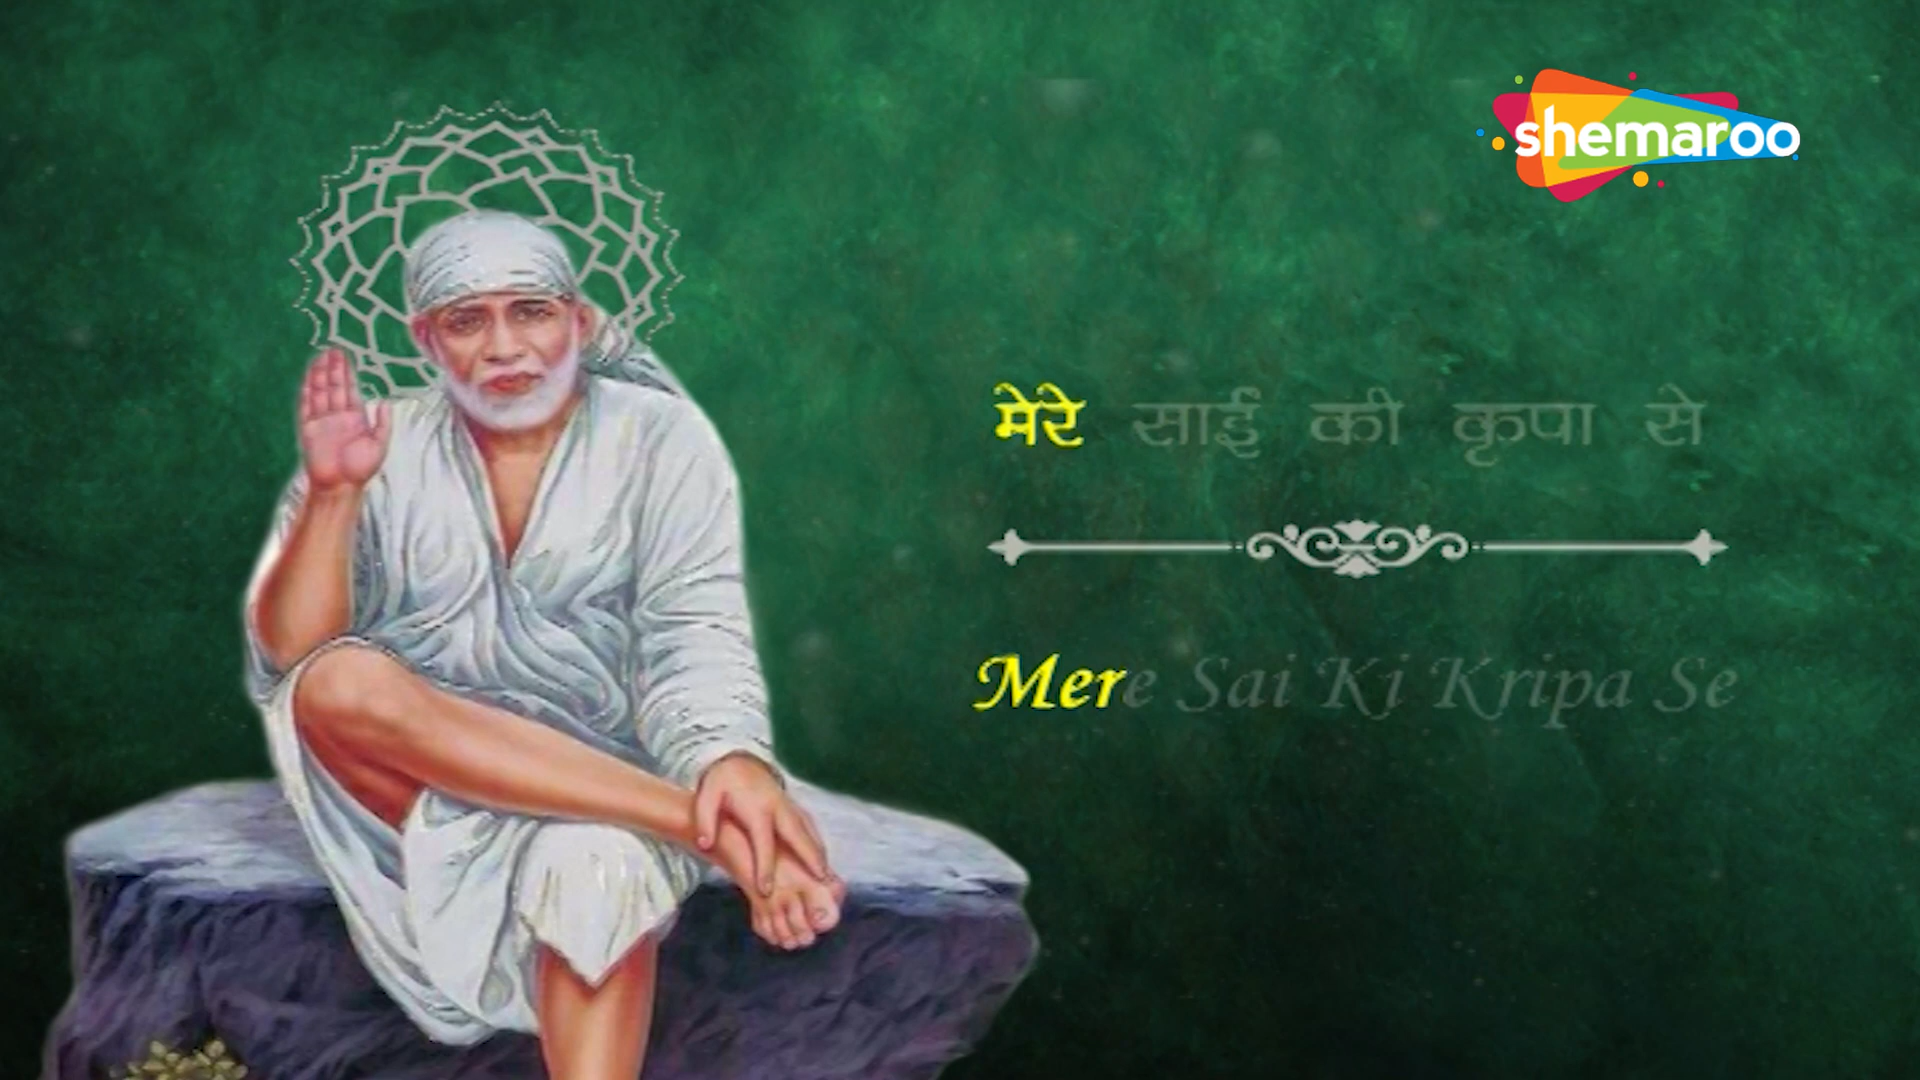 shemaroo
मेरे साई की कृपा से
Mere Sai Ki Kripa Se